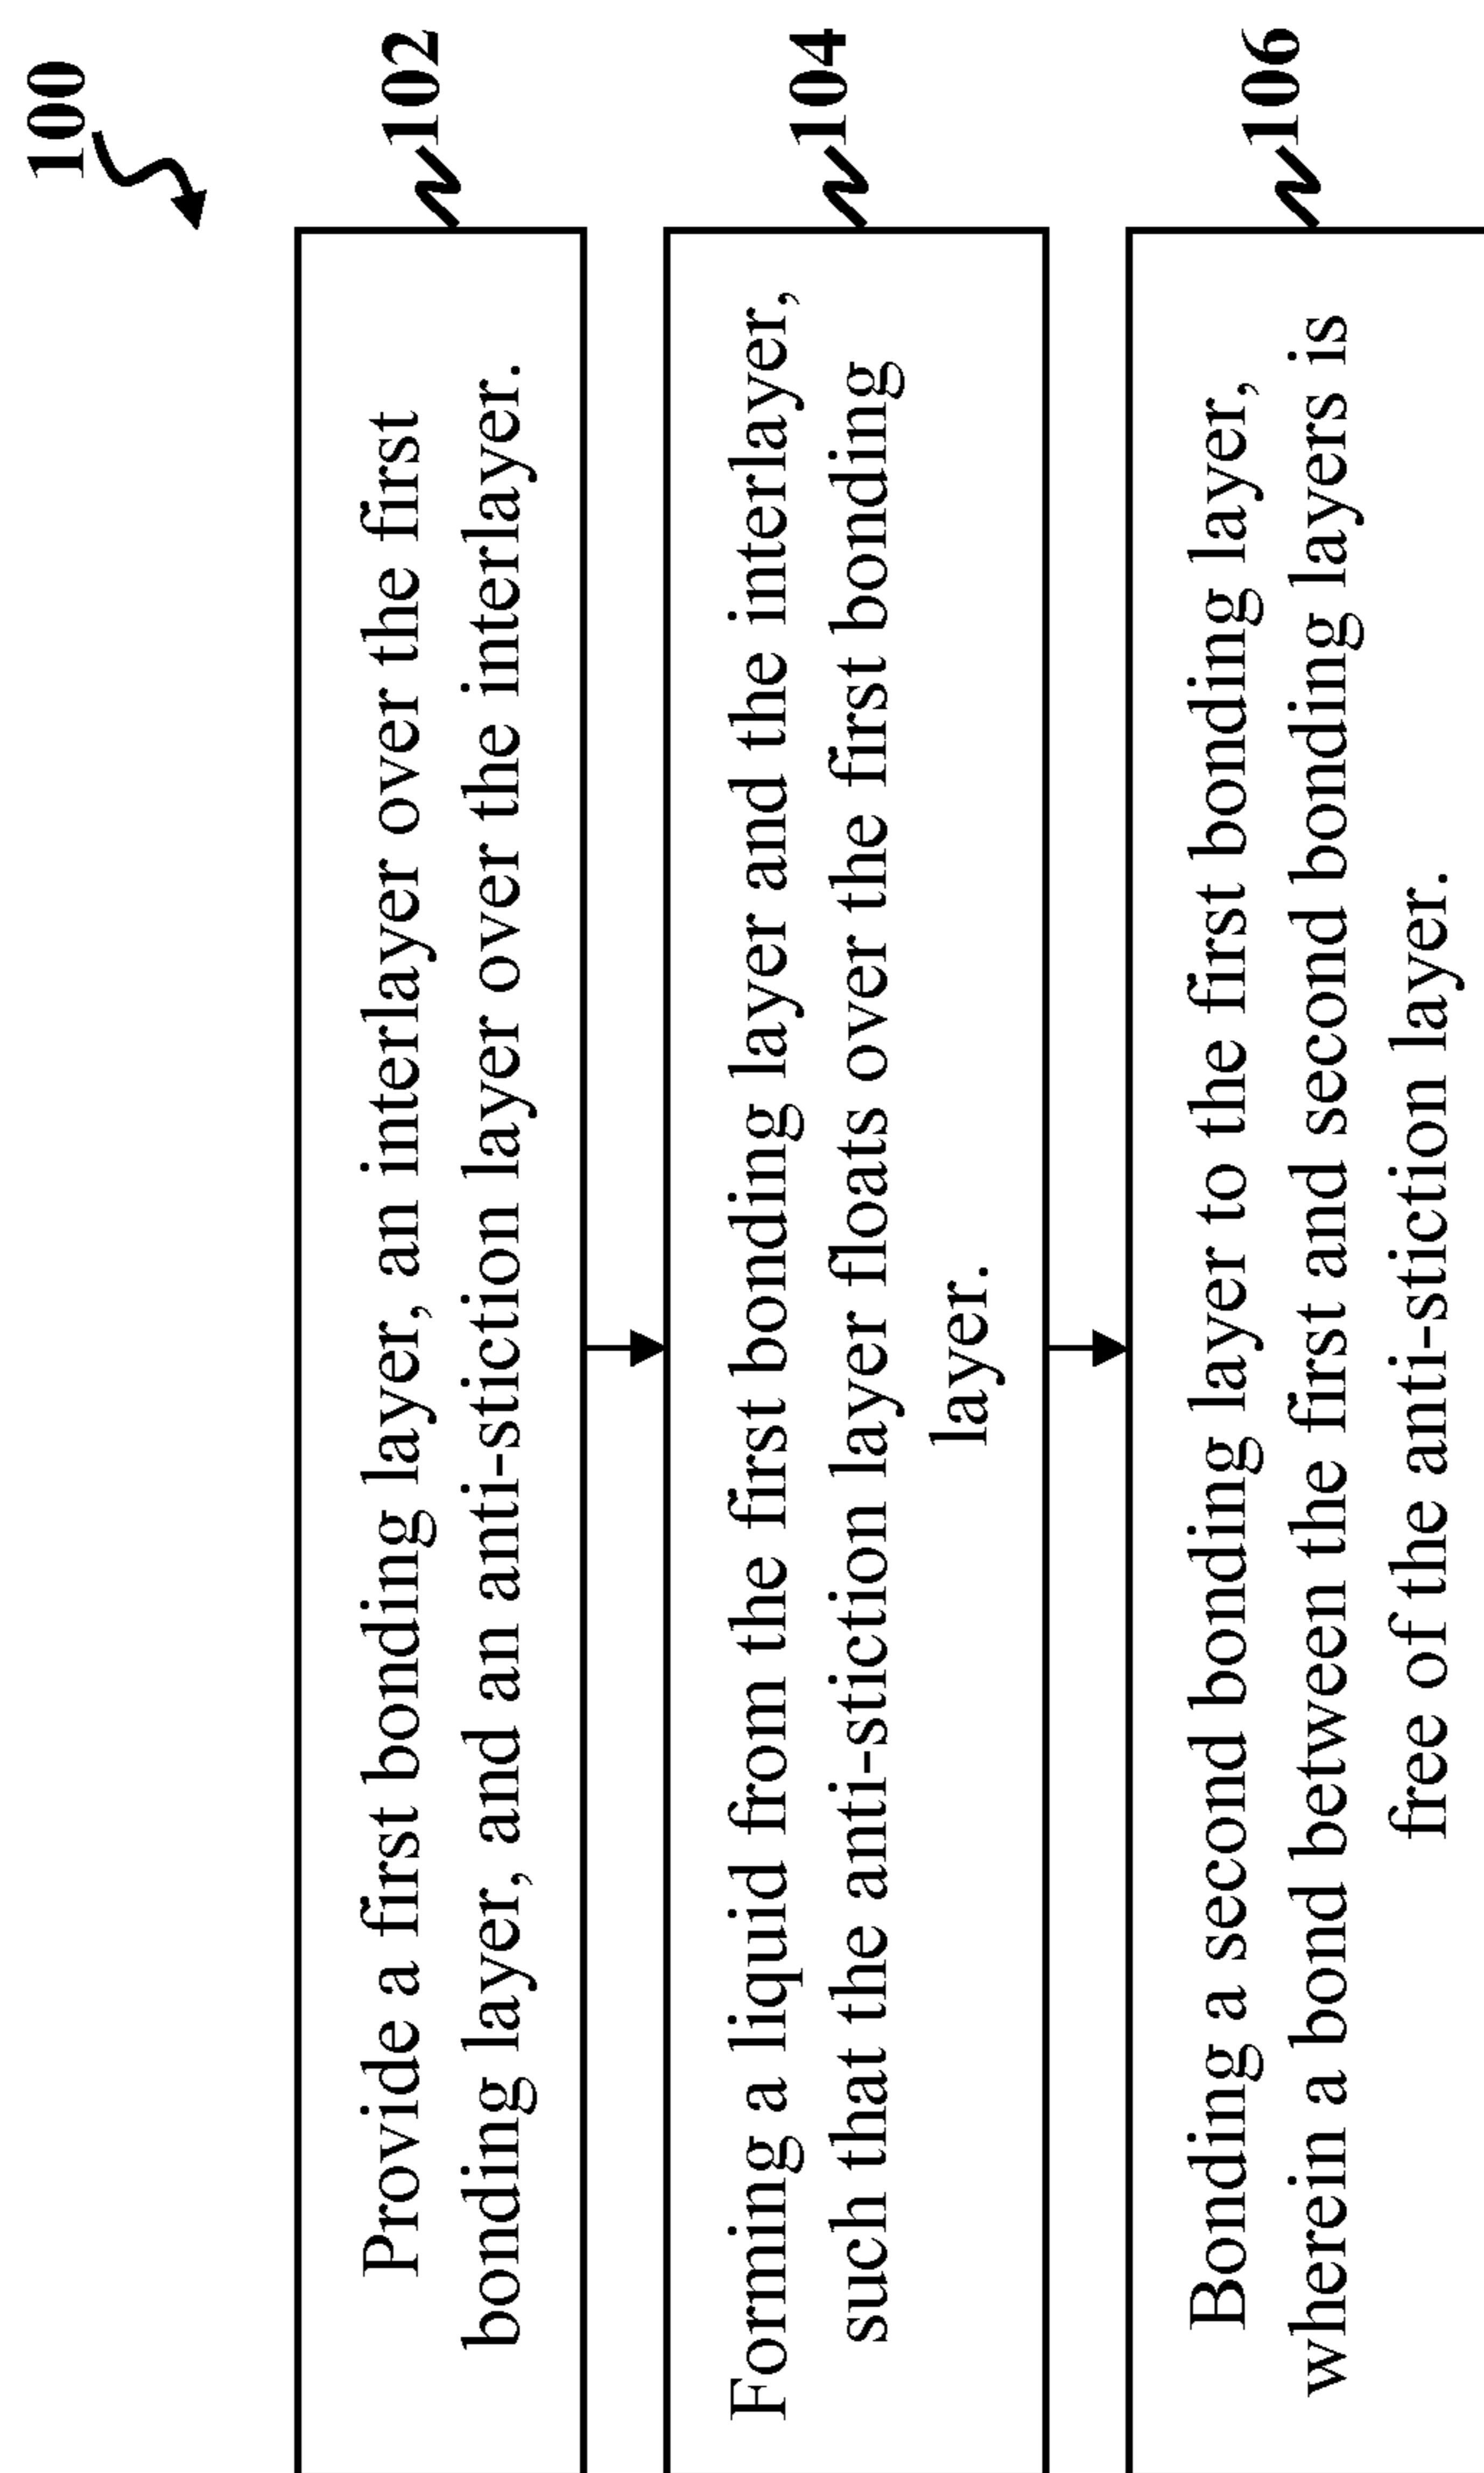 100
Provide a first bonding layer, an interlayer over the first
bonding layer, and an anti-stiction layer over the interlayer.
102
Forming a liquid from the first bonding layer and the interlayer,
such that the anti-stiction layer floats over the first bonding
layer.
104
Bonding a second bonding layer to the first bonding layer,
wherein a bond between the first and second bonding layers is
free of the anti-stiction layer.
106